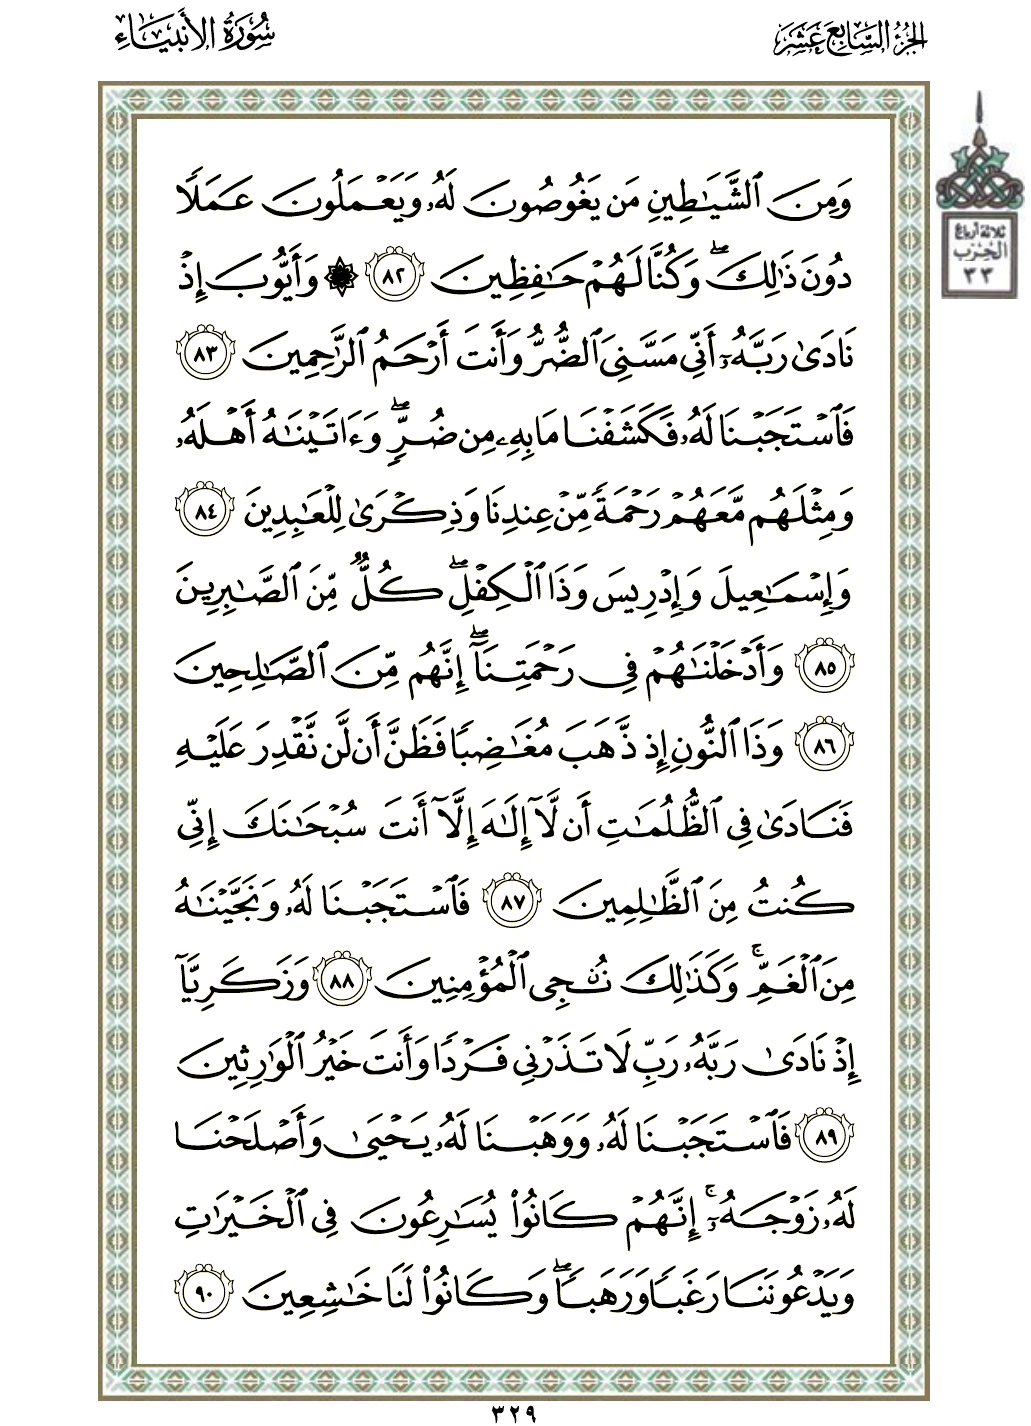 الجزء السابع عشر
سورة الأنبياء
ثلاثة أرباع
الحزب
٣٣
وَمِنَ ٱلشَّيَٰطِينِ مَن يَغُوصُونَ لَهُۥ وَيَعْمَلُونَ عَمَلًا
دُونَ ذَٰلِكَۖ وَكُنَّا لَهُمْ حَٰفِظِينَ ٨٢ ۞ وَأَيُّوبَ إِذْ
نَادَىٰ رَبَّهُۥٓ أَنِّي مَسَّنِيَ ٱلضُّرُّ وَأَنتَ أَرْحَمُ ٱلرَّٰحِمِينَ ٨٣
فَٱسْتَجَبْنَا لَهُۥ فَكَشَفْنَا مَا بِهِۦ مِن ضُرٍّۖ وَءَاتَيْنَٰهُ أَهْلَهُۥ
وَمِثْلَهُم مَّعَهُمْ رَحْمَةً مِّنْ عِندِنَا وَذِكْرَىٰ لِلْعَٰبِدِينَ ٨٤
وَإِسْمَٰعِيلَ وَإِدْرِيسَ وَذَا ٱلْكِفْلِۖ كُلٌّ مِّنَ ٱلصَّٰبِرِينَ
٨٥ وَأَدْخَلْنَٰهُمْ فِي رَحْمَتِنَآۖ إِنَّهُم مِّنَ ٱلصَّٰلِحِينَ
٨٦ وَذَا ٱلنُّونِ إِذ ذَّهَبَ مُغَٰضِبًا فَظَنَّ أَن لَّن نَّقْدِرَ عَلَيْهِ
فَنَادَىٰ فِي ٱلظُّلُمَٰتِ أَن لَّآ إِلَٰهَ إِلَّآ أَنتَ سُبْحَٰنَكَ إِنِّي
كُنتُ مِنَ ٱلظَّٰلِمِينَ ٨٧ فَٱسْتَجَبْنَا لَهُۥ وَنَجَّيْنَٰهُ
مِنَ ٱلْغَمِّۚ وَكَذَٰلِكَ نُۨجِي ٱلْمُؤْمِنِينَ ٨٨ وَزَكَرِيَّآ
إِذْ نَادَىٰ رَبَّهُۥ رَبِّ لَا تَذَرْنِي فَرْدًا وَأَنتَ خَيْرُ ٱلْوَٰرِثِينَ
٨٩ فَٱسْتَجَبْنَا لَهُۥ وَوَهَبْنَا لَهُۥ يَحْيَىٰ وَأَصْلَحْنَا
لَهُۥ زَوْجَهُۥٓۚ إِنَّهُمْ كَانُوا۟ يُسَٰرِعُونَ فِي ٱلْخَيْرَٰتِ
وَيَدْعُونَنَا رَغَبًا وَرَهَبًاۖ وَكَانُوا۟ لَنَا خَٰشِعِينَ ٩٠
٣٢٩